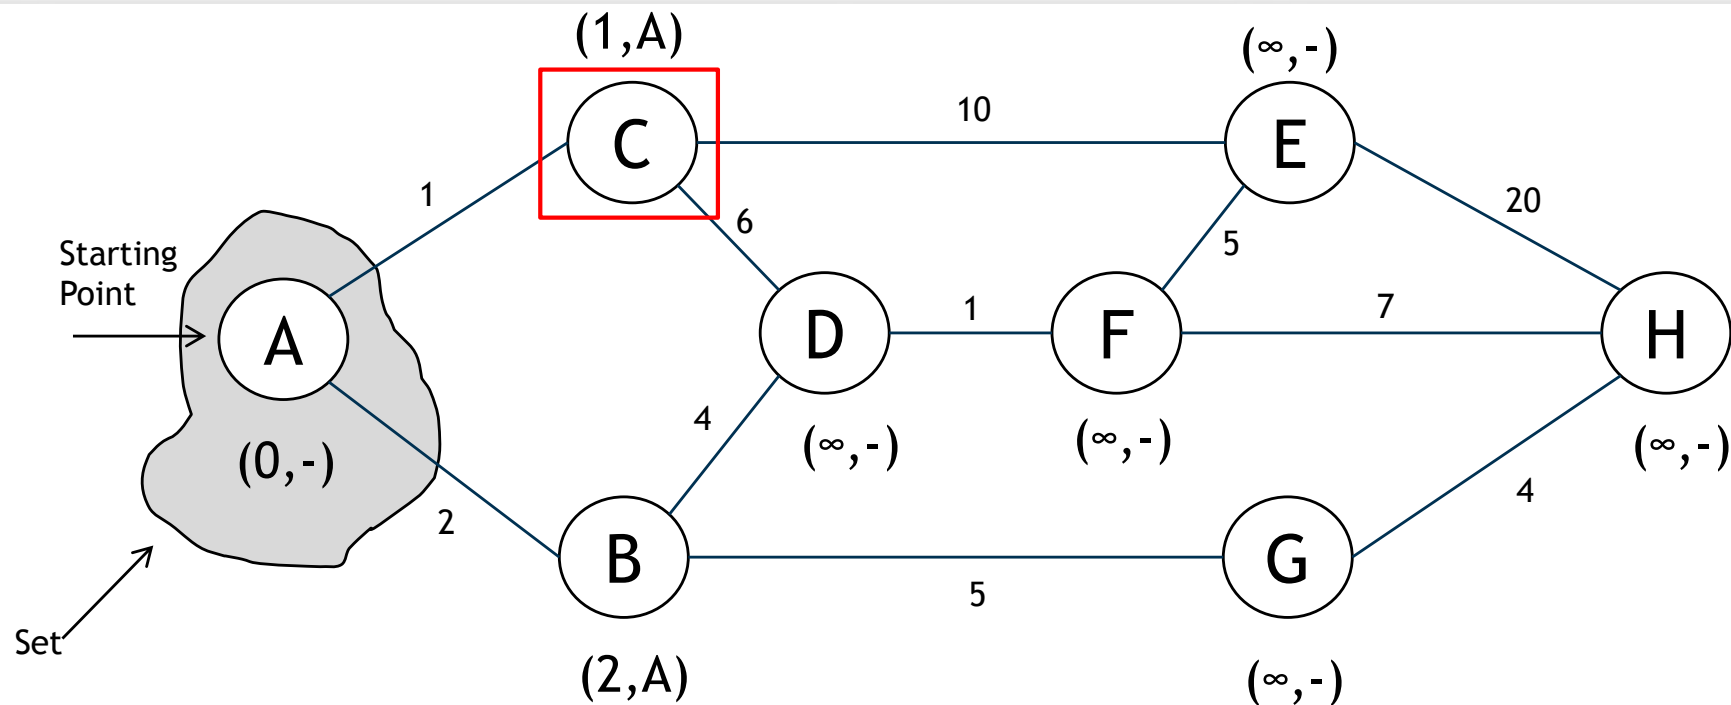 (1,A)
(∞,-)
C
10
E
1
6
20
Starting
Point
5
A
D
1
F
7
H
(0,-)
4
(∞,-)
(∞,-)
(∞,-)
2
4
B
G
5
Set
(2,A)
(∞,-)